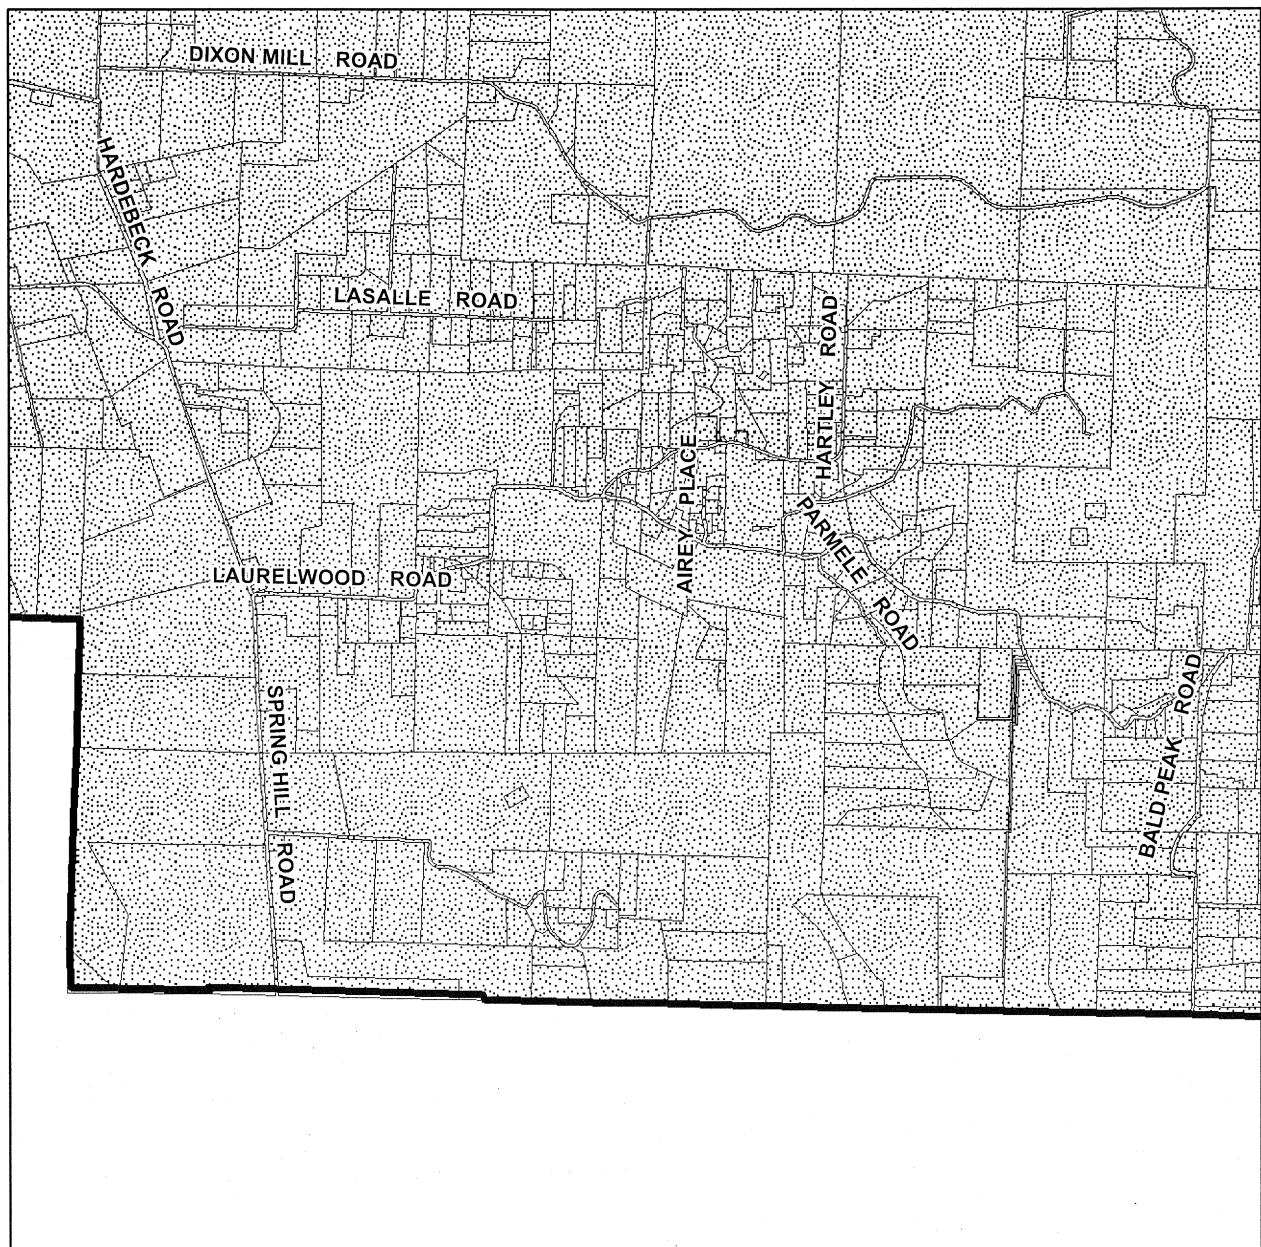 DIXON MILL ROAD
HARDEBECK ROAD
LASALLE ROAD
HARTLEY ROAD
AIREY PLACE
PARMELE ROAD
LAURELWOOD ROAD
SPRING HILL ROAD
BALD PEAK ROAD